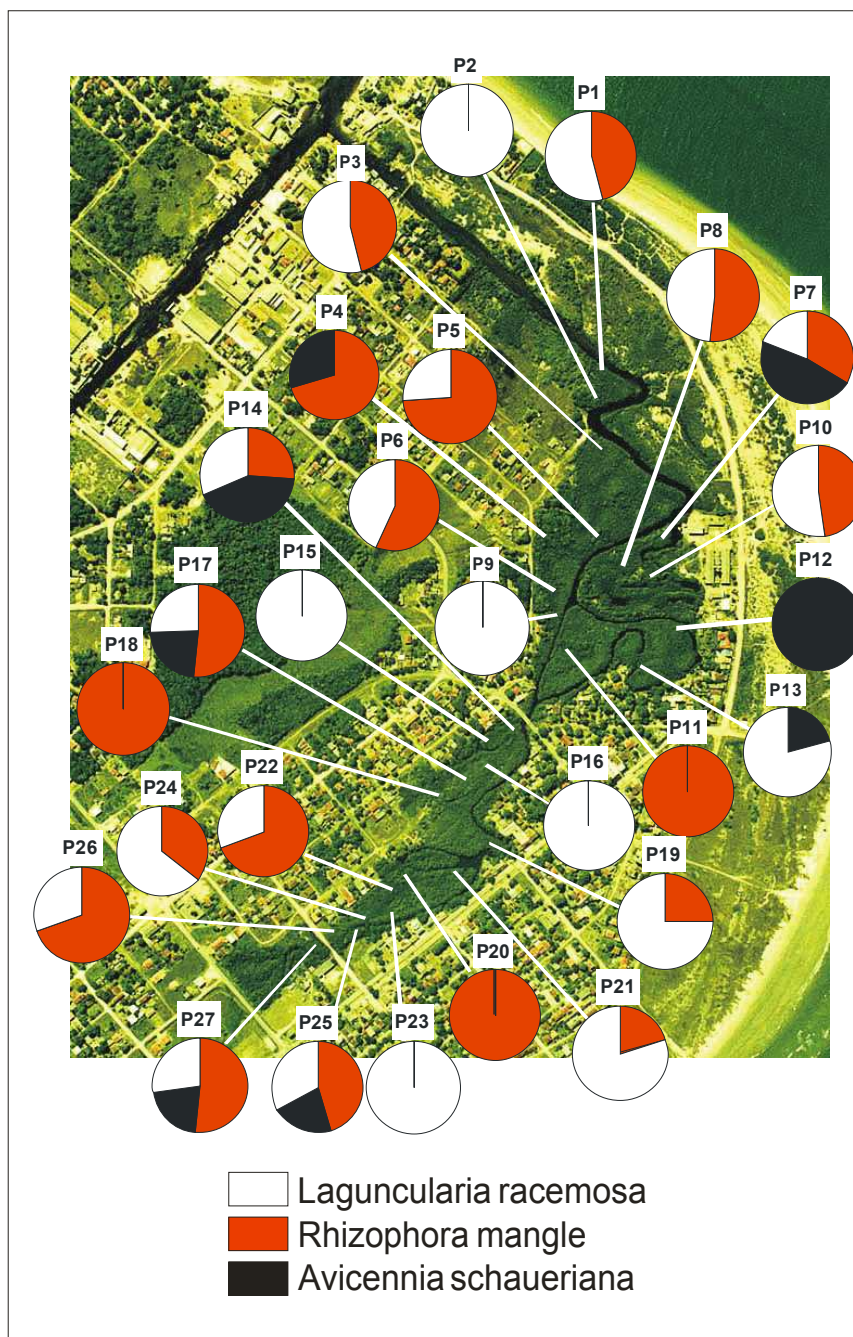 P2
P1
P3
P8
P7
P4
P5
P14
P6
P10
P15
P9
P17
P12
P18
P13
P11
P22
P16
P24
P26
P19
P20
P21
P27
P25
P23
Laguncularia racemosa
Rhizophora mangle
Avicennia schaueriana